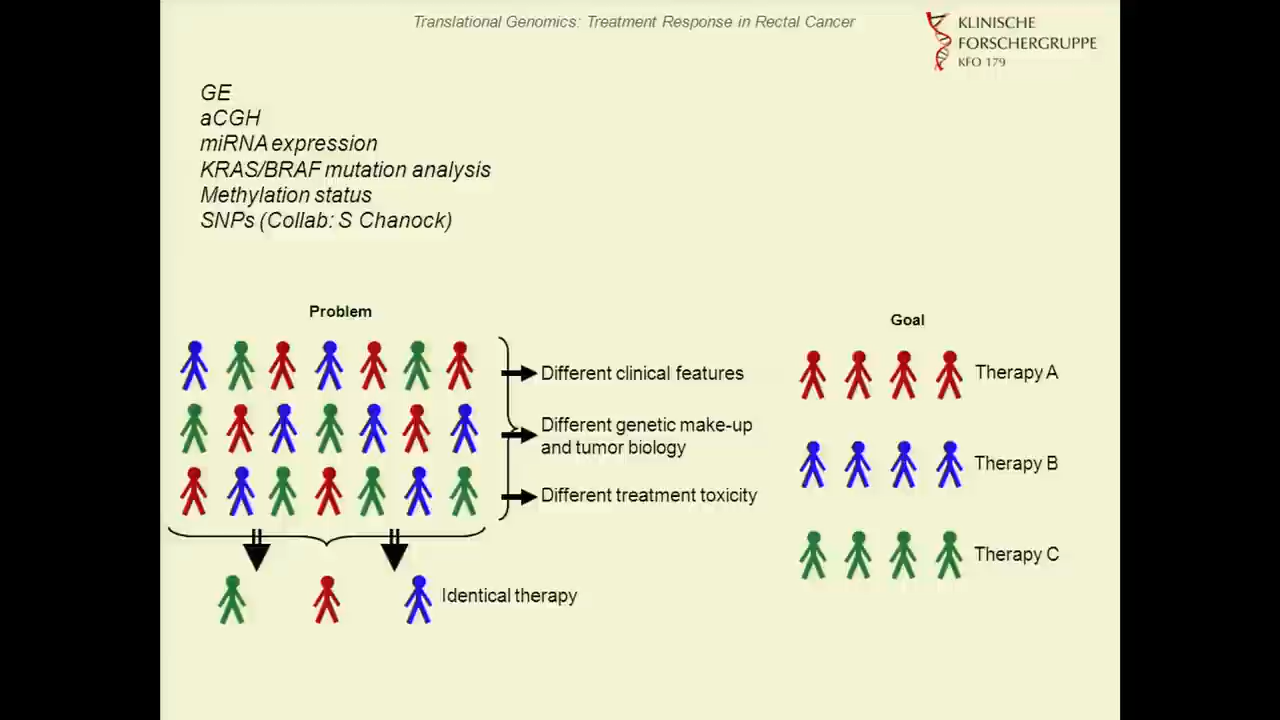 Translational Genomics: Treatment Response in Rectal Cancer
KLINISCHE
FORSCHERGRUPPE
KFO 179
GE
aCGH
miRNA expression
KRAS/BRAF mutation analysis
Methylation status
SNPs (Collab: S Chanock)
Problem
Different clinical features
Different genetic make-up
and tumor biology
Different treatment toxicity
Identical therapy
Goal
Therapy A
Therapy B
Therapy C